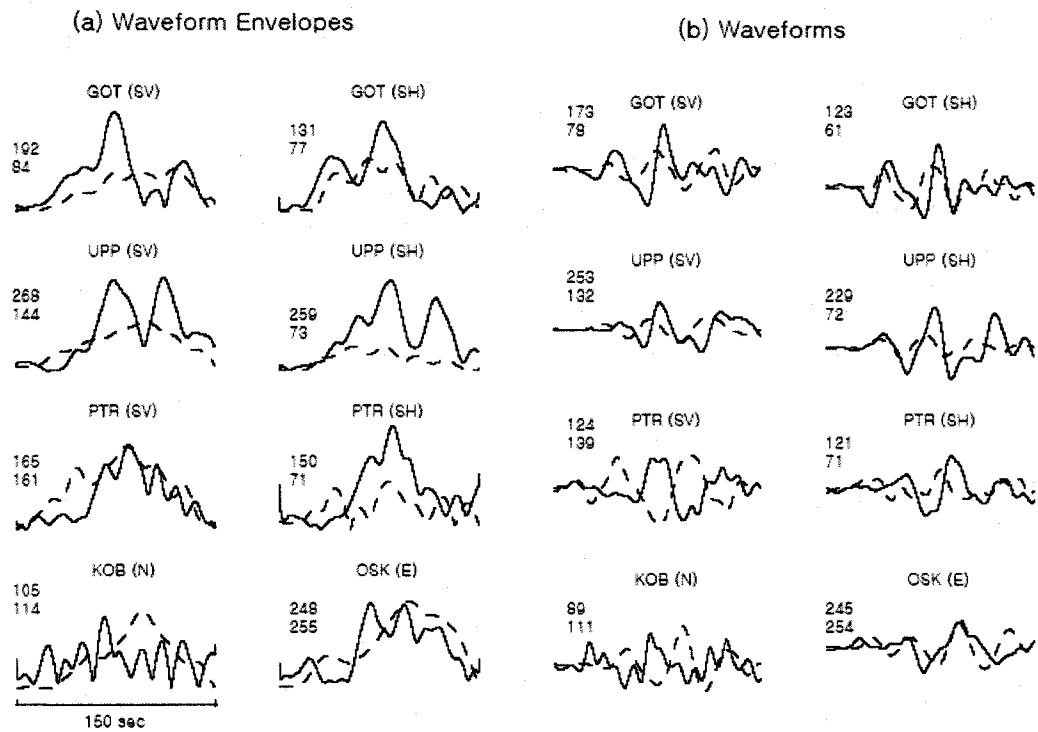 (a) Waveform Envelopes
(b) Waveforms
GOT (SV)
192
84
GOT (SH)
131
77
GOT (SV)
173
78
GOT (SH)
123
61
UPP (SV)
268
144
UPP (SH)
259
73
UPP (SV)
253
132
UPP (SH)
229
72
PTR (SV)
165
161
PTR (SH)
150
71
PTR (SV)
124
139
PTR (SH)
121
71
KOB (N)
105
114
OSK (E)
248
255
KOB (N)
89
111
OSK (E)
245
254
150 sec